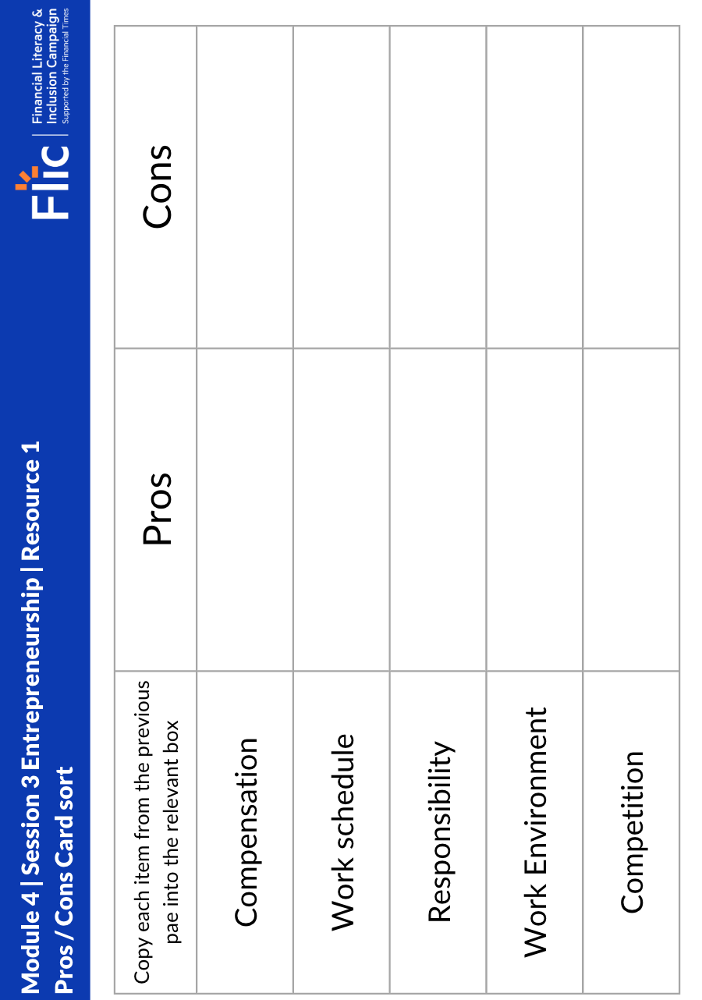 Module 4 | Session 3 Entrepreneurship | Resource 1
Pros / Cons Card sort
Flic
Financial Literacy &
Inclusion Campaign
Supported by the Financial Times
Copy each item from the previous
pae into the relevant box
Pros
Cons
Compensation
Work schedule
Responsibility
Work Environment
Competition